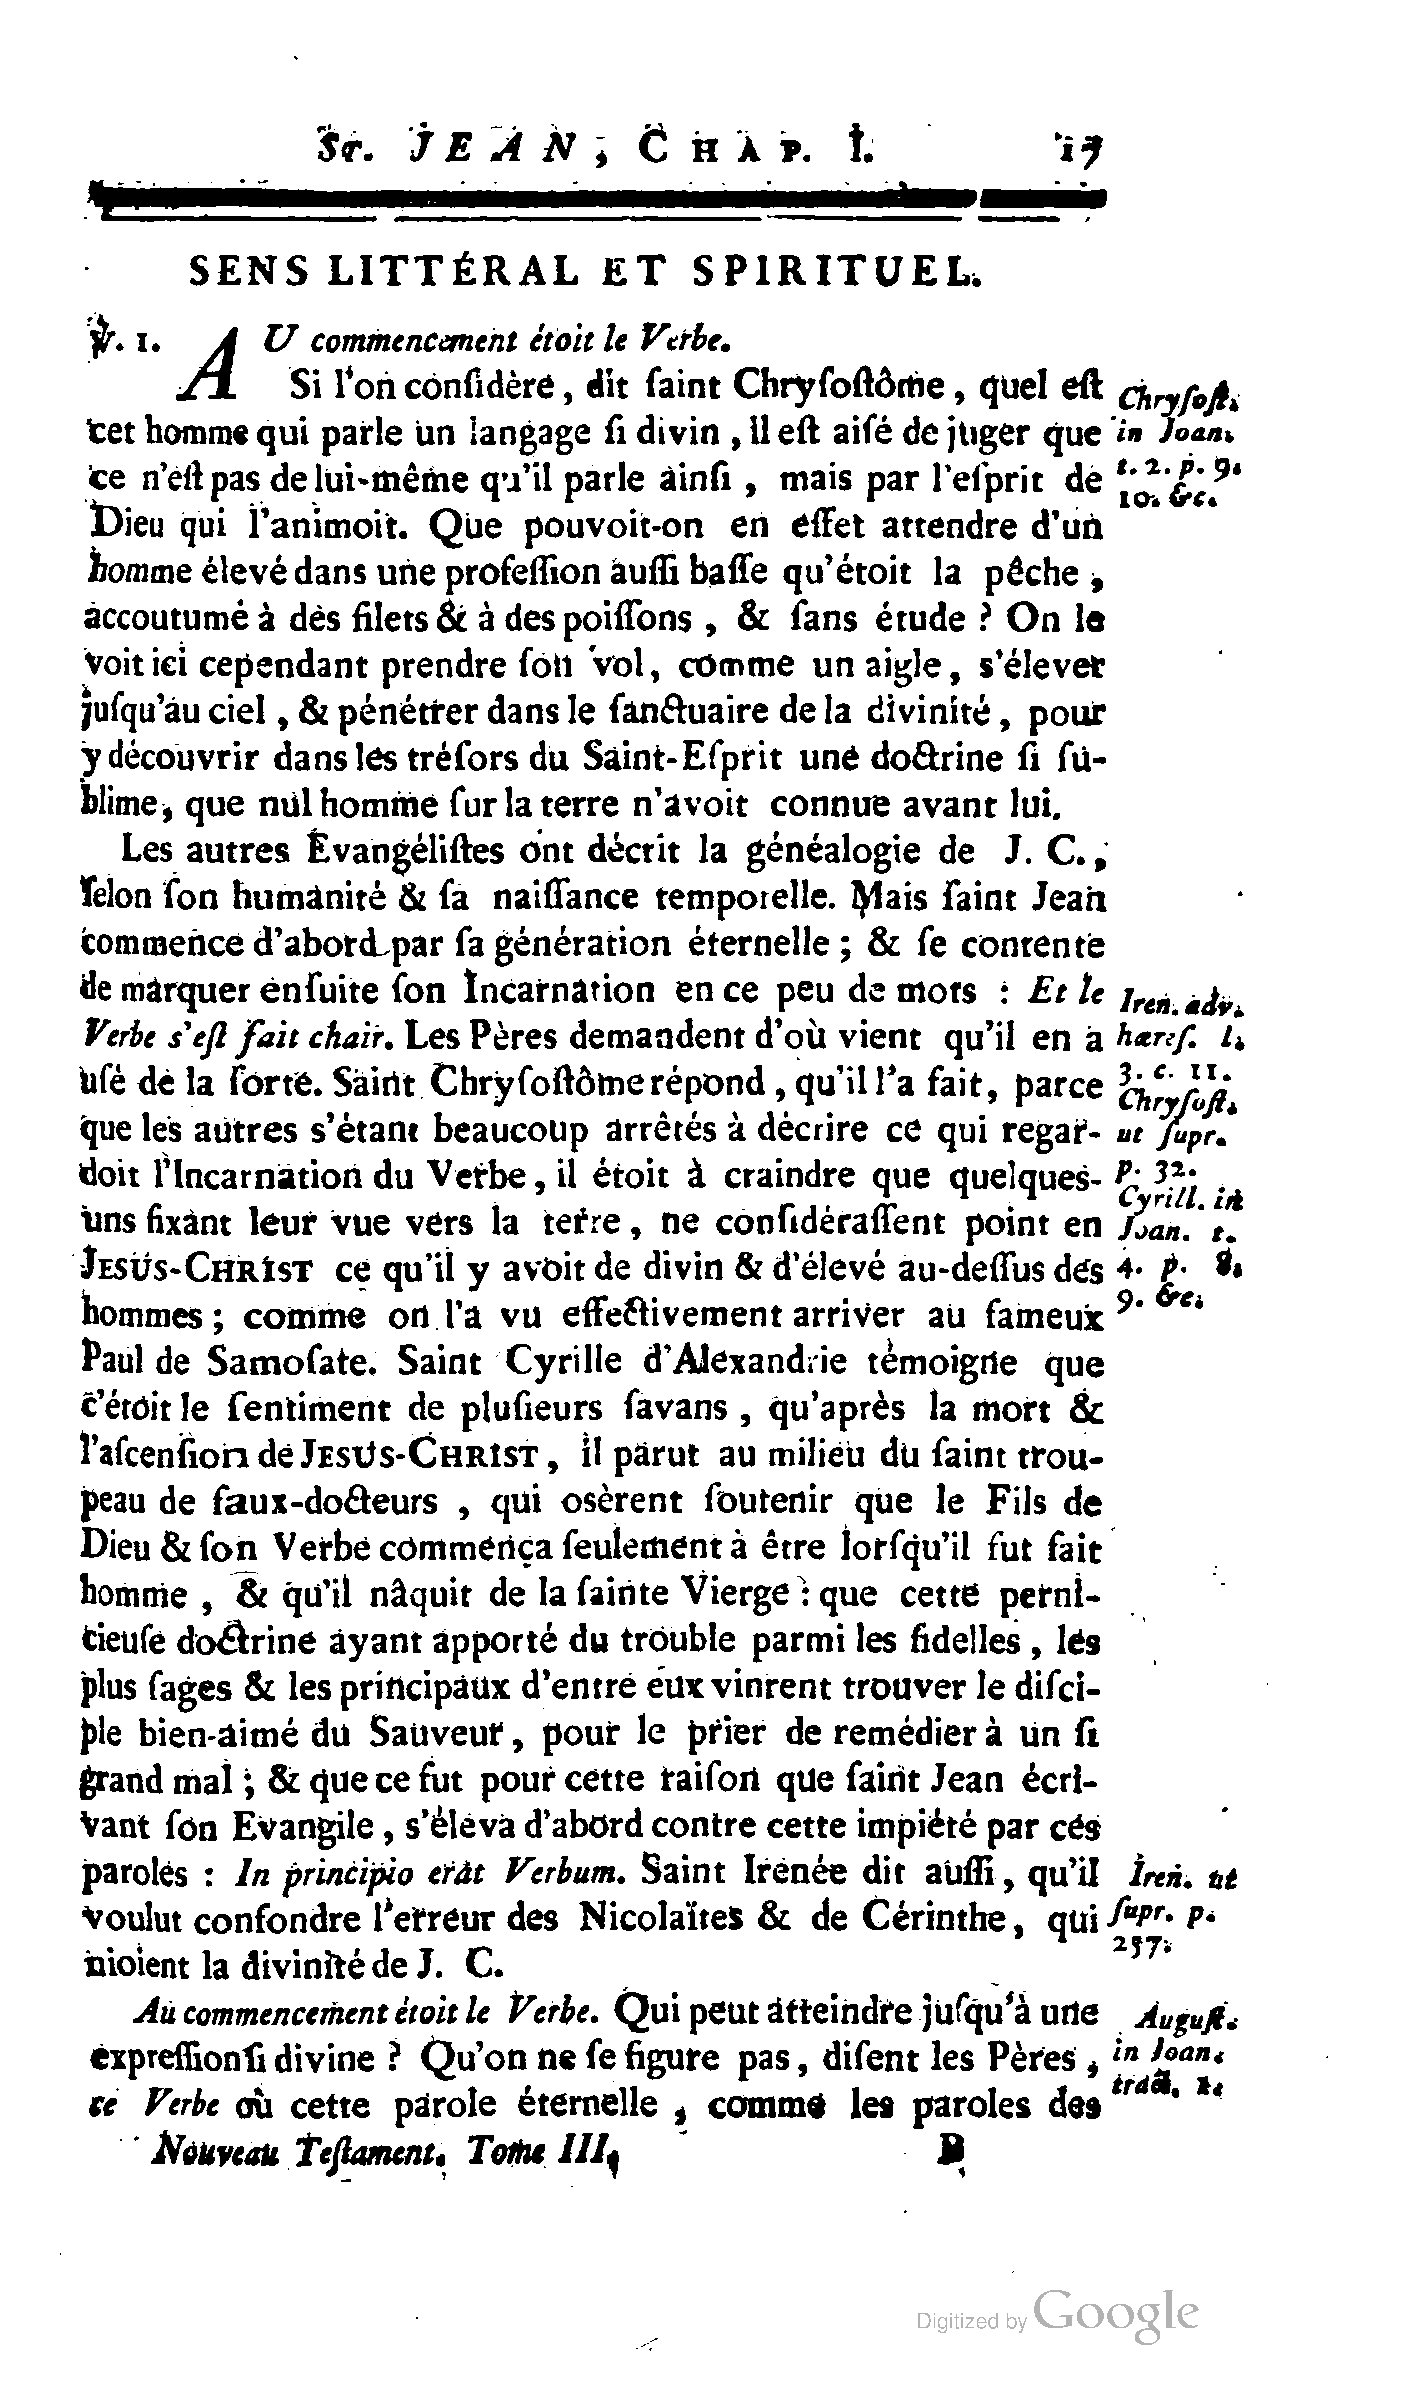 St. JEAN, CHAP. I. 17
SENS LITTÉRAL ET SPIRITUEL.
℣. 1. AU commencement étoit le Verbe.
Si l'on conſidère, dit ſaint Chryſoſtôme, quel eſt
cet homme qui parle un langage ſi divin, il eſt aiſé de juger que
ce n'eſt pas de lui-même qu'il parle ainſi, mais par l'eſprit de
Dieu qui l'animoit. Que pouvoit-on en effet attendre d'un
homme élevé dans une profeſſion auſſi baſſe qu'étoit la pêche,
accoutumé à des filets & à des poiſſons, & ſans étude ? On le
voit ici cependant prendre ſon vol, comme un aigle, s'élever
juſqu'au ciel, & pénétrer dans le ſanctuaire de la divinité, pour
y découvrir dans les tréſors du Saint-Eſprit une doctrine ſi ſu-
blime, que nul homme ſur la terre n'avoit connue avant lui.
Chryſoſt.
in Joan.
t. 2. p. 9.
10. &c.
Les autres Evangéliſtes ont décrit la généalogie de J. C.,
ſelon ſon humanité & ſa naiſſance temporelle. Mais ſaint Jean
commence d'abord par ſa génération éternelle ; & ſe contente
de marquer enſuite ſon Incarnation en ce peu de mots : Et le
Verbe s'eſt fait chair. Les Pères demandent d'où vient qu'il en a
uſé de la ſorte. Saint Chryſoſtôme répond, qu'il l'a fait, parce
que les autres s'étant beaucoup arrêtés à décrire ce qui regar-
doit l'Incarnation du Verbe, il étoit à craindre que quelques-
uns fixant leur vue vers la terre, ne conſidéraſſent point en
JESUS-CHRIST ce qu'il y avoit de divin & d'élevé au-deſſus des
hommes ; comme on l'a vu effectivement arriver au fameux
Paul de Samoſate. Saint Cyrille d'Alexandrie témoigne que
c'étoit le ſentiment de pluſieurs ſavans, qu'après la mort &
l'aſcenſion de JESUS-CHRIST, il parut au milieu du ſaint trou-
peau de faux-docteurs, qui osèrent ſoutenir que le Fils de
Dieu & ſon Verbe commença ſeulement à être lorſqu'il fut fait
homme, & qu'il nâquit de la ſainte Vierge : que cette perni-
cieuſe doctrine ayant apporté du trouble parmi les fidelles, les
plus ſages & les principaux d'entre eux vinrent trouver le diſci-
ple bien-aimé du Sauveur, pour le prier de remédier à un ſi
grand mal ; & que ce fut pour cette raiſon que ſaint Jean écri-
vant ſon Evangile, s'éleva d'abord contre cette impiété par ces
paroles : In principio erat Verbum. Saint Irénée dit auſſi, qu'il
voulut confondre l'erreur des Nicolaïtes & de Cérinthe, qui
nioient la divinité de J. C.
Iren. adv.
hæreſ. l.
3. c. 11.
Chryſoſt.
ut ſupr.
p. 32.
Cyrill. in
Joan. t.
4. p. 8.
9. &c.
Iren. ut
ſupr. p.
257.
Au commencement étoit le Verbe. Qui peut atteindre juſqu'à une
expreſſion ſi divine ? Qu'on ne ſe figure pas, diſent les Pères,
ce Verbe où cette parole éternelle, comme les paroles des
Auguſt.
in Joan.
tract. 1.
Nouveau Teſtament. Tome III. B
Digitized by Google